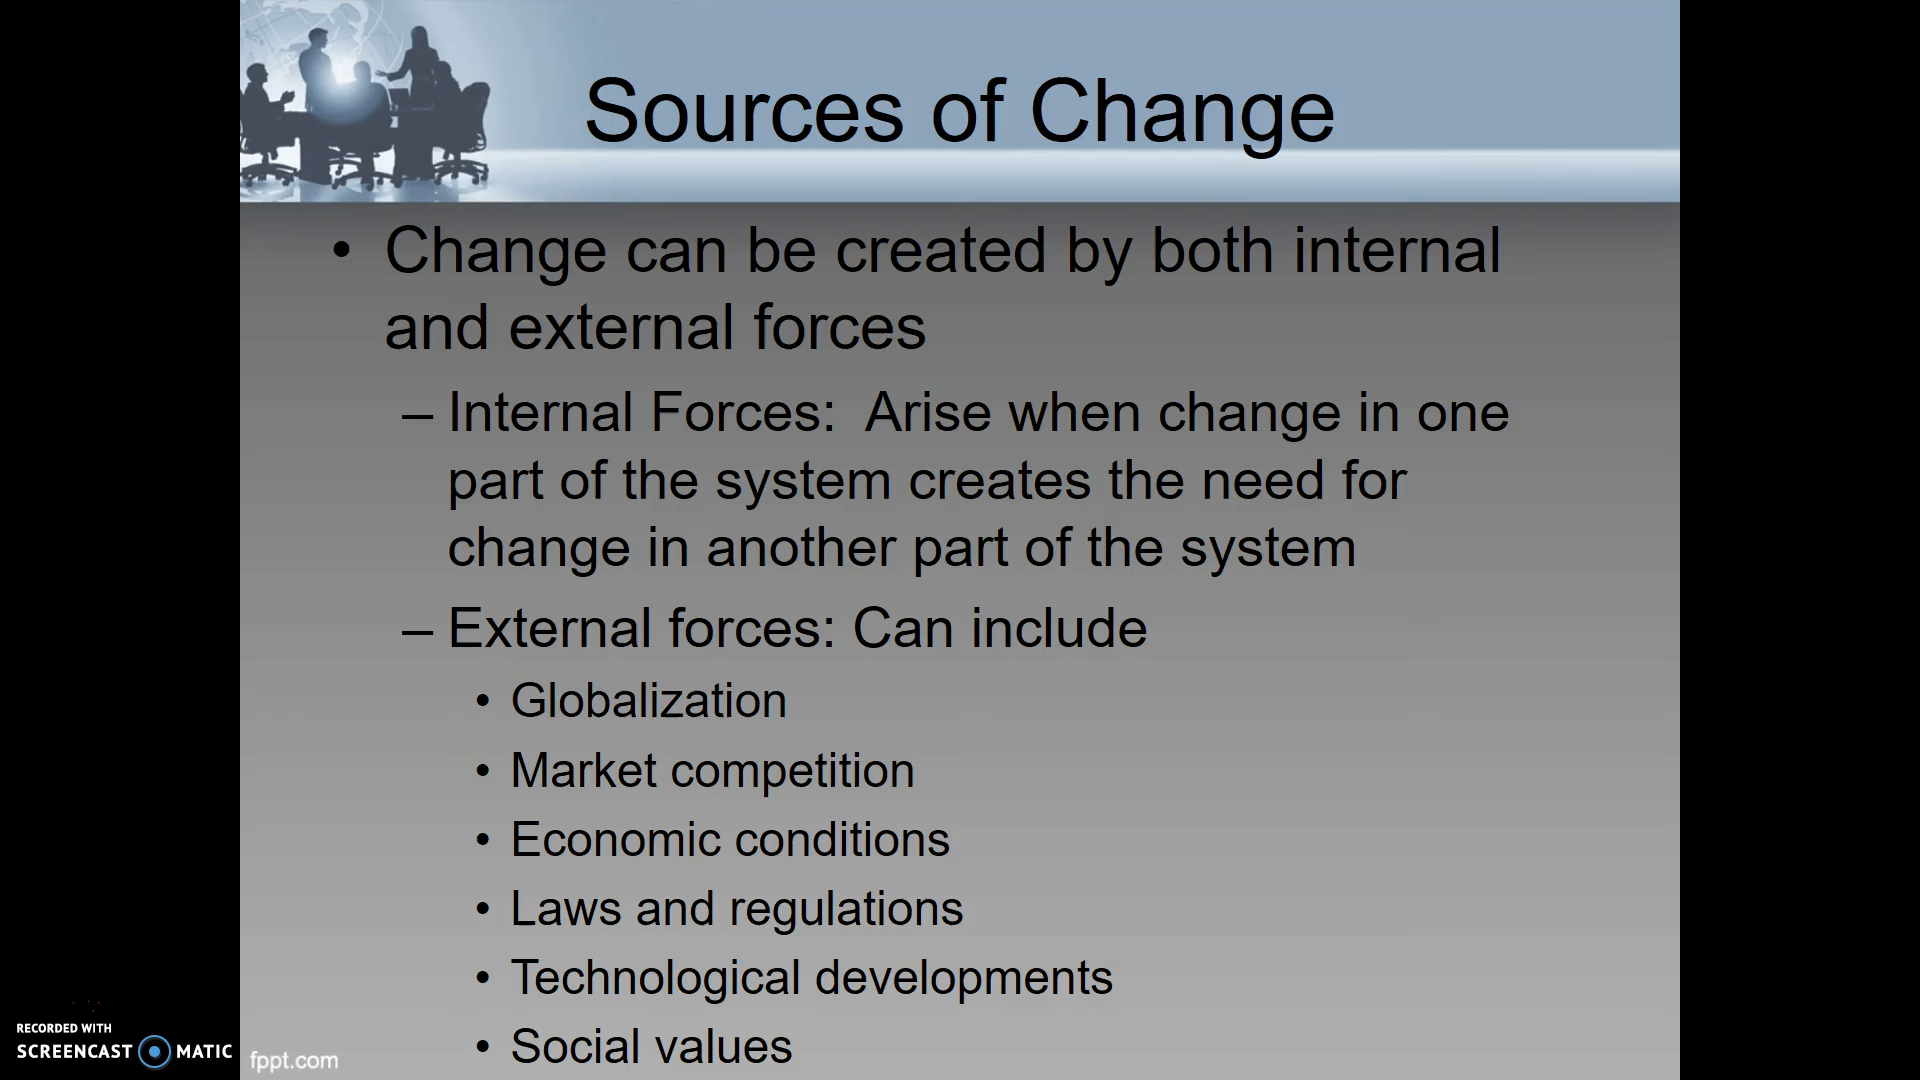 Sources of Change
• Change can be created by both internal
and external forces
– Internal Forces:  Arise when change in one
part of the system creates the need for
change in another part of the system
– External forces: Can include
• Globalization
• Market competition
• Economic conditions
• Laws and regulations
• Technological developments
• Social values
RECORDED WITH
SCREENCAST MATIC
fppt.com